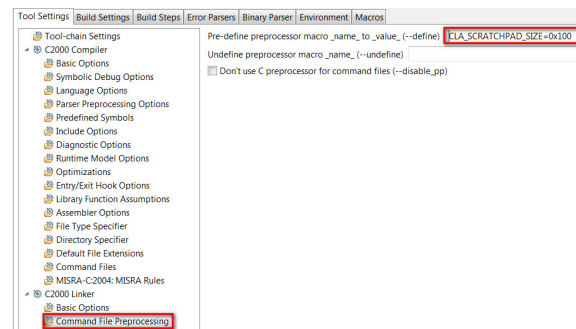 Tool Settings Build Settings Build Steps Error Parsers Binary Parser Environment Macros
Tool-chain Settings
C2000 Compiler
Basic Options
Symbolic Debug Options
Language Options
Parser Preprocessing Options
Predefined Symbols
Include Options
Diagnostic Options
Runtime Model Options
Optimizations
Entry/Exit Hook Options
Library Function Assumptions
Assembler Options
File Type Specifier
Directory Specifier
Default File Extensions
Command Files
MISRA-C:2004: MISRA Rules
C2000 Linker
Basic Options
Command File Preprocessing
Pre-define preprocessor macro _name_ to _value_ (--define) CLA_SCRATCHPAD_SIZE=0x100
Undefine preprocessor macro _name_ (--undefine)
Don't use C preprocessor for command files (--disable_pp)